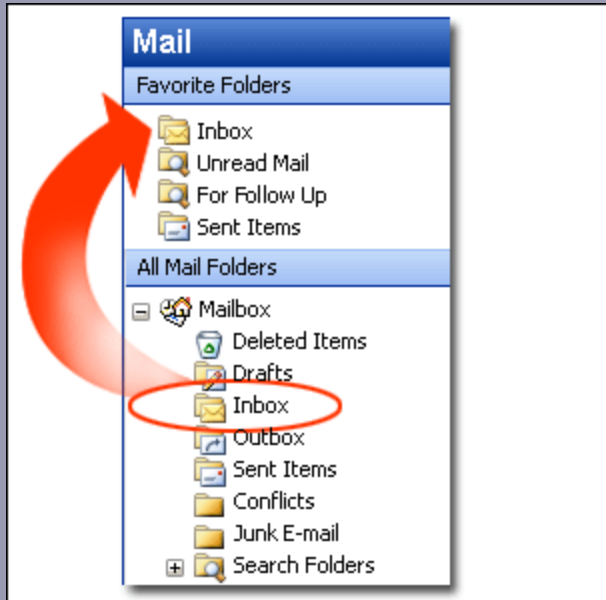 Mail
Favorite Folders
Inbox
Unread Mail
For Follow Up
Sent Items
All Mail Folders
Mailbox
Deleted Items
Drafts
Inbox
Outbox
Sent Items
Conflicts
Junk E-mail
Search Folders